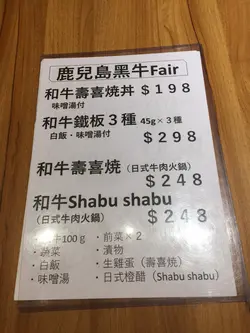 鹿兒島黑牛Fair
和牛壽喜燒丼 $198
味噌湯付
和牛鐵板3種 45g×3種
白飯・味噌湯付
$298
和牛壽喜燒
(日式牛肉火鍋) $248
和牛Shabu shabu
(日式牛肉火鍋) $248
牛100g ・前菜×2
・蔬菜 ・漬物
・白飯 ・生雞蛋(壽喜燒)
・味噌湯 ・日式橙醋(Shabu shabu)